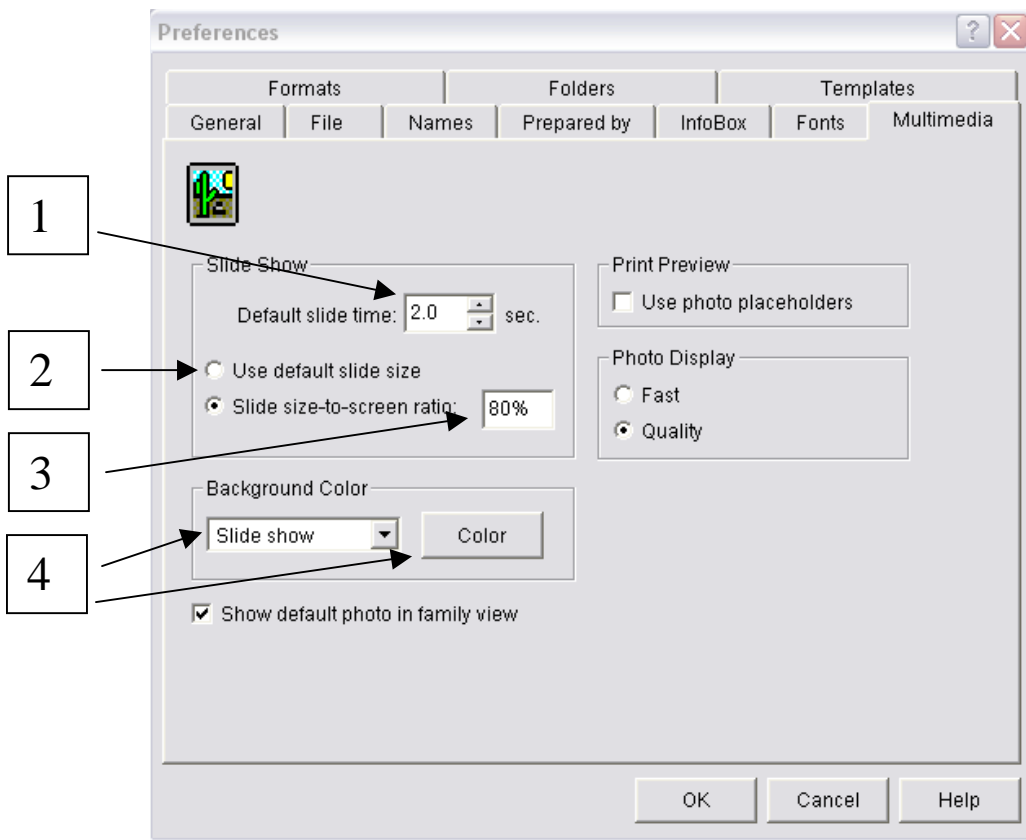 Preferences
Formats Folders Templates
General File Names Prepared by InfoBox Fonts Multimedia
1
Slide Show
Default slide time: 2.0 sec.
2
Use default slide size
Slide size-to-screen ratio: 80%
3
Print Preview
Use photo placeholders
Photo Display
Fast
Quality
Background Color
Slide show Color
4
Show default photo in family view
OK Cancel Help